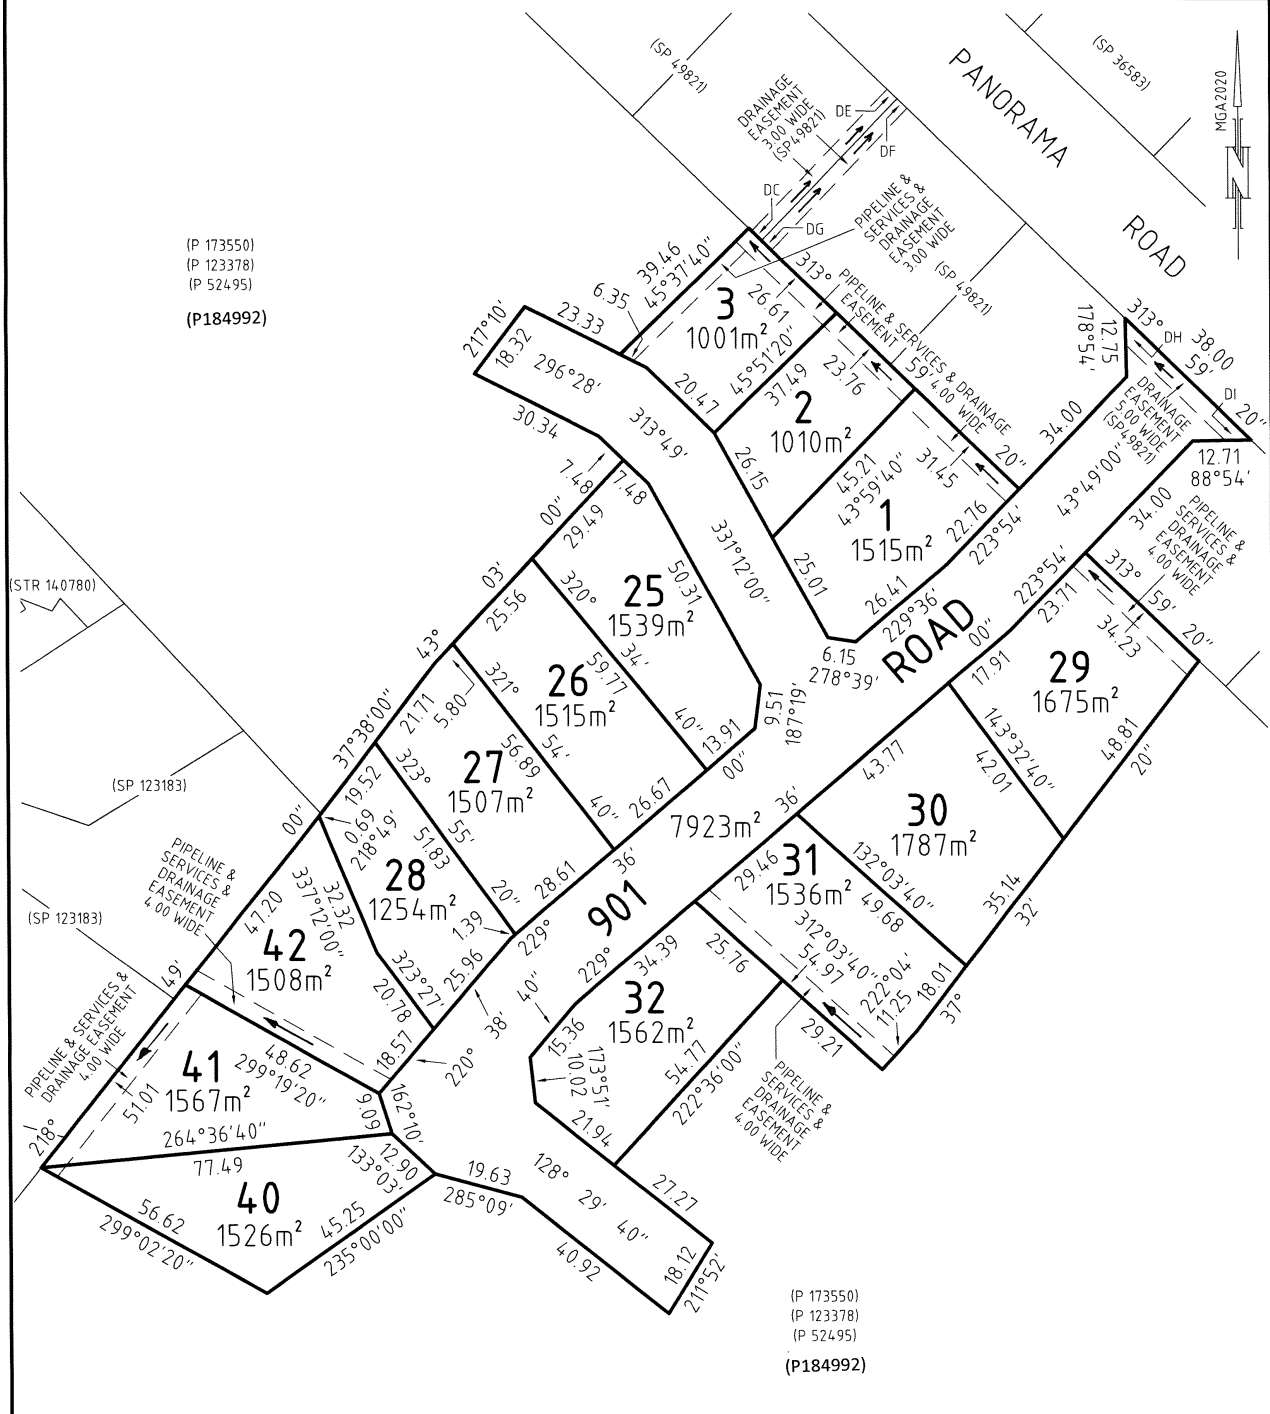 (SP 49821)
DRAINAGE
EASEMENT
3.00 WIDE
(SP49821)
DE
DF
DC
DG
PANORAMA
ROAD
(SP 36583)
MGA2020
N
PIPELINE &
SERVICES &
DRAINAGE
EASEMENT
3.00 WIDE
(SP 49821)
(P 173550)
(P 123378)
(P 52495)
(P184992)
39.46
45°37'40"
6.35
23.33
217°10'
18.32
296°28'
30.34
313°49'
3
1001m²
26.61
313°
PIPELINE & SERVICES & DRAINAGE
EASEMENT
4.00 WIDE
59'
20"
20.47
45°51'20"
37.49
23.76
2
1010m²
26.15
45.21
43°59'40"
31.45
1
1515m²
22.76
223°54'
25.01
26.41
229°36'
34.00
178°54'
12.75
313°
DH
38.00
59'
DI
20"
DRAINAGE
EASEMENT
5.00 WIDE
(SP49821)
12.71
88°54'
43°49'00"
34.00
PIPELINE &
SERVICES &
DRAINAGE
EASEMENT
4.00 WIDE
7.48
7.48
00"
29.49
03'
25.56
43°
331°12'00"
50.31
25
1539m²
320°
34'
59.77
40"
6.15
278°39'
9.51
187°19'
13.91
00"
ROAD
00"
223°54'
23.71
313°
59'
34.23
20"
17.91
29
1675m²
143°32'40"
42.01
48.81
20"
(STR 140780)
(SP 123183)
(SP 123183)
37°38'00"
21.71
5.80
321°
54'
56.89
40"
26
1515m²
26.67
19.52
323°
55'
51.83
20"
27
1507m²
28.61
36'
7923m²
36'
43.77
30
1787m²
35.14
32'
00"
0.69
218°49'
28
1254m²
1.39
229°
901
29.46
31
1536m²
132°03'40"
49.68
312°03'40"
54.97
222°04'
11.25
18.01
37°
PIPELINE &
SERVICES &
DRAINAGE
EASEMENT
4.00 WIDE
47.20
337°12'00"
32.32
42
1508m²
323°27'
20.78
25.96
38'
40"
229°
34.39
25.76
32
1562m²
29.21
49'
PIPELINE & SERVICES &
DRAINAGE EASEMENT
4.00 WIDE
51.01
218°
41
1567m²
48.62
299°19'20"
18.57
220°
15.36
10.02
173°51'
54.77
222°36'00"
PIPELINE &
SERVICES &
DRAINAGE
EASEMENT
4.00 WIDE
264°36'40"
77.49
9.09
162°10'
12.90
133°03'
21.94
40
1526m²
56.62
299°02'20"
45.25
235°00'00"
19.63
285°09'
128° 29' 40"
27.27
40.92
18.12
211°52'
(P 173550)
(P 123378)
(P 52495)
(P184992)